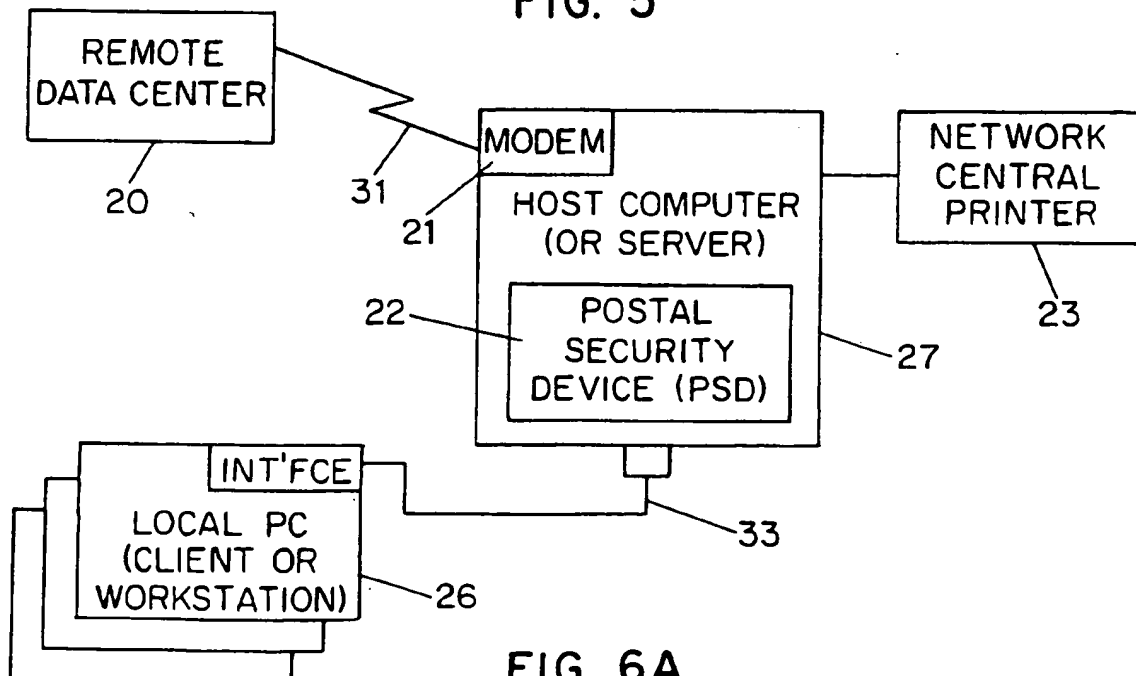 FIG. 5
REMOTE
DATA CENTER
20
31
MODEM
21
HOST COMPUTER
(OR SERVER)
22
POSTAL
SECURITY
DEVICE (PSD)
27
NETWORK
CENTRAL
PRINTER
23
INT'FCE
LOCAL PC
(CLIENT OR
WORKSTATION)
26
33
FIG. 6A